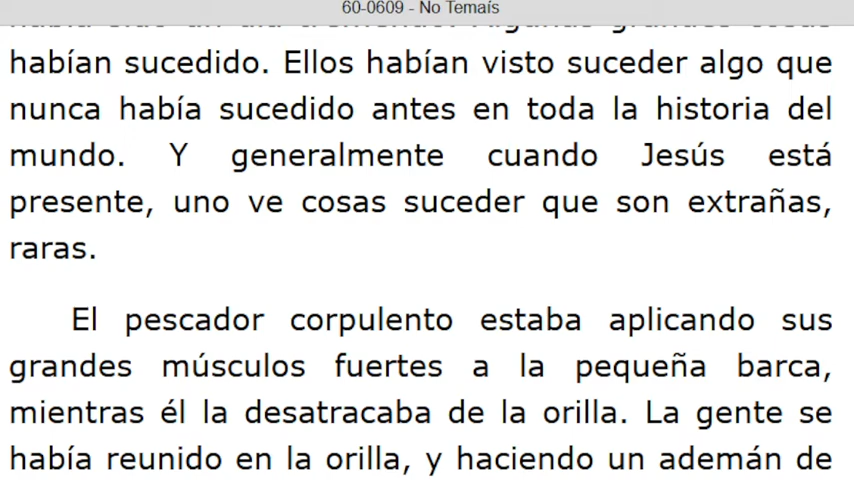 60-0609 - No Temaís
habían sucedido. Ellos habían visto suceder algo que
nunca había sucedido antes en toda la historia del
mundo. Y generalmente cuando Jesús está
presente, uno ve cosas suceder que son extrañas,
raras.
El pescador corpulento estaba aplicando sus
grandes músculos fuertes a la pequeña barca,
mientras él la desatracaba de la orilla. La gente se
había reunido en la orilla, y haciendo un ademán de